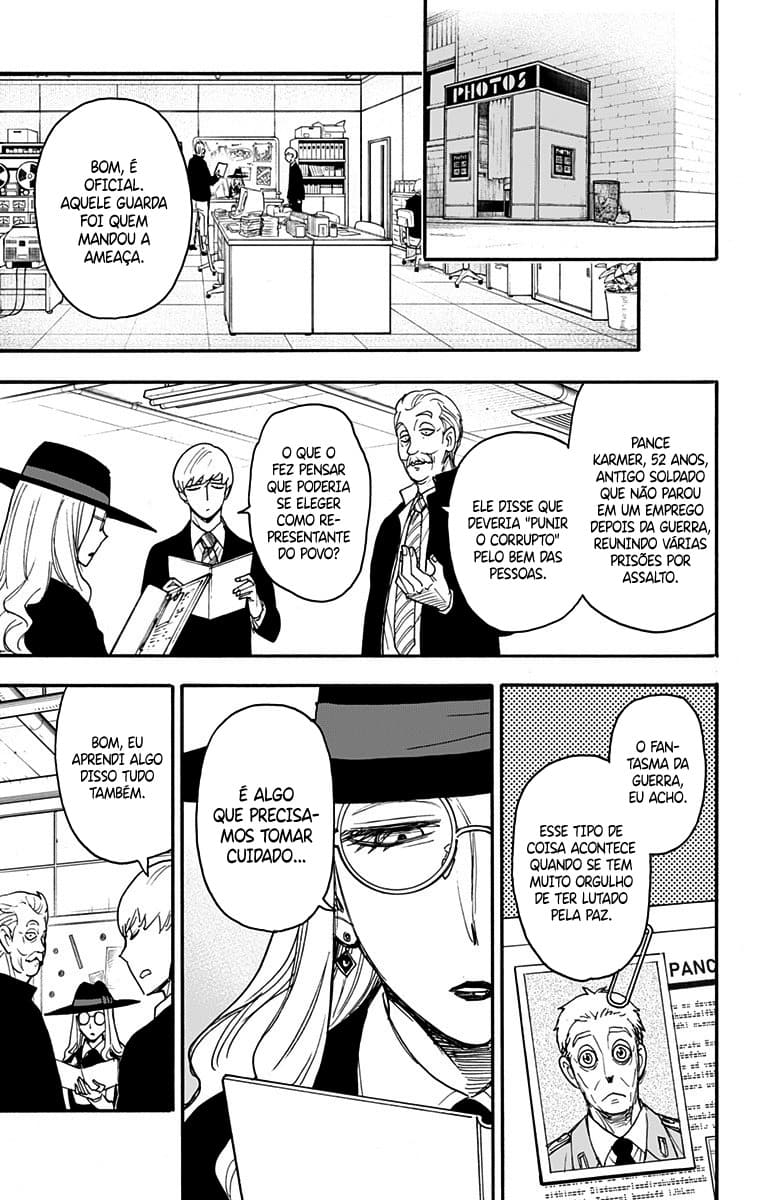 PHOTOS
BOM, É
OFICIAL.
AQUELE GUARDA
FOI QUEM
MANDOU A
AMEAÇA.
PANCE
KARMER, 52 ANOS,
ANTIGO SOLDADO
QUE NÃO PAROU
EM UM EMPREGO
DEPOIS DA GUERRA,
REUNINDO VÁRIAS
PRISÕES POR
ASSALTO.
ELE DISSE QUE
DEVERIA "PUNIR
O CORRUPTO"
PELO BEM DAS
PESSOAS.
O QUE O
FEZ PENSAR
QUE PODERIA
SE ELEGER
COMO RE-
PRESENTANTE
DO POVO?
O FAN-
TASMA DA
GUERRA,
EU ACHO.
ESSE TIPO DE
COISA ACONTECE
QUANDO SE TEM
MUITO ORGULHO
DE TER LUTADO
PELA PAZ.
PANC
É ALGO
QUE PRECISA-
MOS TOMAR
CUIDADO...
BOM, EU
APRENDI ALGO
DISSO TUDO
TAMBÉM.